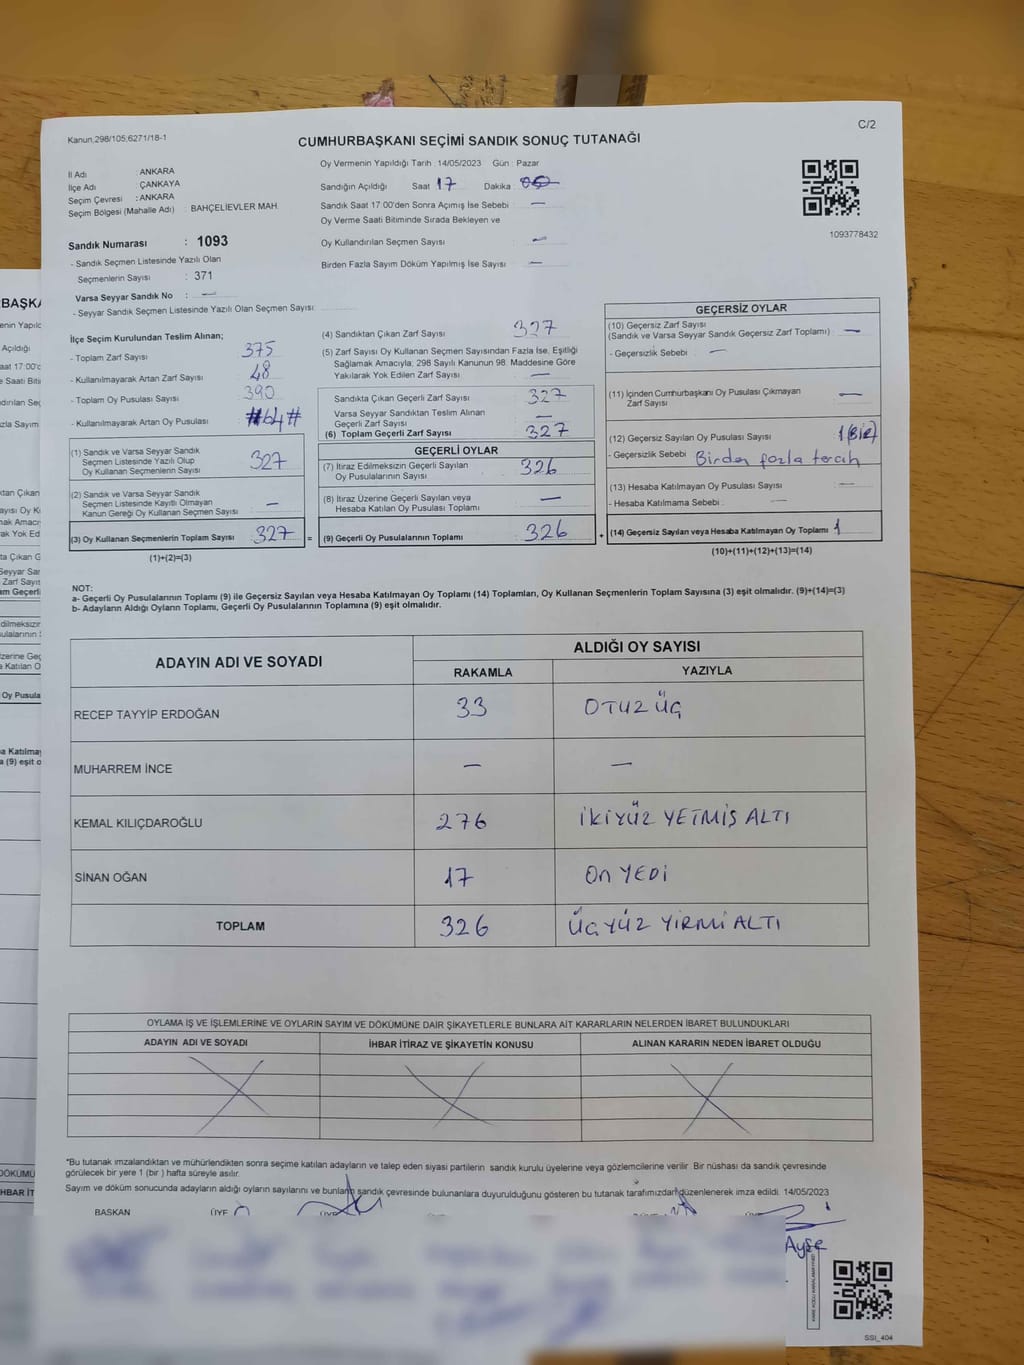 Kanun,298/105;6271/18-1
C/2
CUMHURBAŞKANI SEÇİMİ SANDIK SONUÇ TUTANAĞI
İl Adı : ANKARA
İlçe Adı : ÇANKAYA
Seçim Çevresi : ANKARA
Seçim Bölgesi (Mahalle Adı) : BAHÇELİEVLER MAH.
Oy Vermenin Yapıldığı Tarih : 14/05/2023 Gün : Pazar
Sandığın Açıldığı Saat 17 Dakika :
Sandık Saat 17:00'den Sonra Açımış İse Sebebi : —
Oy Verme Saati Bitiminde Sırada Bekleyen ve
Oy Kullandırılan Seçmen Sayısı : —
Birden Fazla Sayım Döküm Yapılmış İse Sayısı : —
1093778432
Sandık Numarası : 1093
- Sandık Seçmen Listesinde Yazılı Olan
Seçmenlerin Sayısı : 371
Varsa Seyyar Sandık No : —
- Seyyar Sandık Seçmen Listesinde Yazılı Olan Seçmen Sayısı:
İlçe Seçim Kurulundan Teslim Alınan;
- Toplam Zarf Sayısı 375
- Kullanılmayarak Artan Zarf Sayısı 48
- Toplam Oy Pusulası Sayısı 390
- Kullanılmayarak Artan Oy Pusulası #64#
(1) Sandık ve Varsa Seyyar Sandık
Seçmen Listesinde Yazılı Olup
Oy Kullanan Seçmenlerin Sayısı 327
(2) Sandık ve Varsa Seyyar Sandık
Seçmen Listesinde Kayıtlı Olmayan
Kanun Gereği Oy Kullanan Seçmen Sayısı —
(3) Oy Kullanan Seçmenlerin Toplam Sayısı 327 =
(1)+(2)=(3)
(4) Sandıktan Çıkan Zarf Sayısı 327
(5) Zarf Sayısı Oy Kullanan Seçmen Sayısından Fazla İse, Eşitliği
Sağlamak Amacıyla; 298 Sayılı Kanunun 98. Maddesine Göre
Yakılarak Yok Edilen Zarf Sayısı —
Sandıkta Çıkan Geçerli Zarf Sayısı 327
Varsa Seyyar Sandıktan Teslim Alınan
Geçerli Zarf Sayısı —
(6) Toplam Geçerli Zarf Sayısı 327
GEÇERLİ OYLAR
(7) İtiraz Edilmeksizin Geçerli Sayılan
Oy Pusulasının Sayısı 326
(8) İtiraz Üzerine Geçerli Sayılan veya
Hesaba Katılan Oy Pusulası Toplamı —
(9) Geçerli Oy Pusulalarının Toplamı 326 +
GEÇERSİZ OYLAR
(10) Geçersiz Zarf Sayısı
(Sandık ve Varsa Seyyar Sandık Geçersiz Zarf Toplamı) —
- Geçersizlik Sebebi : —
(11) İçinden Cumhurbaşkanı Oy Pusulası Çıkmayan
Zarf Sayısı —
(12) Geçersiz Sayılan Oy Pusulası Sayısı 1(Bir)
- Geçersizlik Sebebi : Birden fazla tercih
(13) Hesaba Katılmayan Oy Pusulası Sayısı —
- Hesaba Katılmama Sebebi : —
(14) Geçersiz Sayılan veya Hesaba Katılmayan Oy Toplamı 1
(10)+(11)+(12)+(13)=(14)
NOT:
a- Geçerli Oy Pusulalarının Toplamı (9) ile Geçersiz Sayılan veya Hesaba Katılmayan Oy Toplamı (14) Toplamları, Oy Kullanan Seçmenlerin Toplam Sayısına (3) eşit olmalıdır. (9)+(14)=(3)
b- Adayların Aldığı Oyların Toplamı, Geçerli Oy Pusulalarının Toplamına (9) eşit olmalıdır.
ADAYIN ADI VE SOYADI ALDIĞI OY SAYISI
RAKAMLA YAZIYLA
RECEP TAYYİP ERDOĞAN 33 OTUZ ÜÇ
MUHARREM İNCE — —
KEMAL KILIÇDAROĞLU 276 İKİYÜZ YETMİŞ ALTI
SİNAN OĞAN 17 On YEDİ
TOPLAM 326 ÜÇYÜZ YİRMİ ALTI
OYLAMA İŞ VE İŞLEMLERİNE VE OYLARIN SAYIM VE DÖKÜMÜNE DAİR ŞİKAYETLERLE BUNLARA AİT KARARLARIN NELERDEN İBARET BULUNDUKLARI
ADAYIN ADI VE SOYADI İHBAR İTİRAZ VE ŞİKAYETİN KONUSU ALINAN KARARIN NEDEN İBARET OLDUĞU
*Bu tutanak imzalandıktan ve mühürlendikten sonra seçime katılan adayların ve talep eden siyasi partilerin sandık kurulu üyelerine veya gözlemcilerine verilir. Bir nüshası da sandık çevresinde
görülecek bir yere 1 (bir) hafta süreyle asılır.
Sayım ve döküm sonucunda adayların aldığı oyların sayılarını ve bunların sandık çevresinde bulunanlara duyurulduğunu gösteren bu tutanak tarafımızdan düzenlenerek imza edildi. 14/05/2023
BAŞKAN ÜYE ÜYE
Ayşe
SSI_404